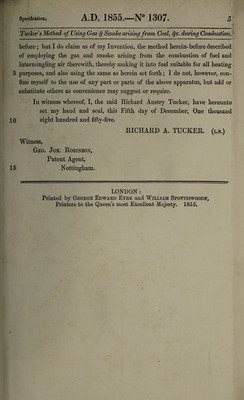 Specification. A.D. 1855.—No 1307. 5
Tucker's Method of Using Gas & Smoke arising from Coal, &c. during Combustion.
before; but I do claim as of my Invention, the method herein-before described
of employing the gas and smoke arising from the combustion of fuel and
intermingling air therewith, thereby making it into fuel suitable for all heating
5 purposes, and also using the same as herein set forth; I do not, however, con-
fine myself to the use of any part or parts of the above apparatus, but add or
substitute others as convenience may suggest or require.
In witness whereof, I, the said Richard Anstey Tucker, have hereunto
set my hand and seal, this Fifth day of December, One thousand
10 eight hundred and fifty-five.
RICHARD A. TUCKER. (L.S.)
Witness,
Geo. Jon. Robinson,
Patent Agent,
15 Nottingham.
LONDON:
Printed by George Edward Eyre and William Spottiswoode,
Printers to the Queen's most Excellent Majesty. 1855.